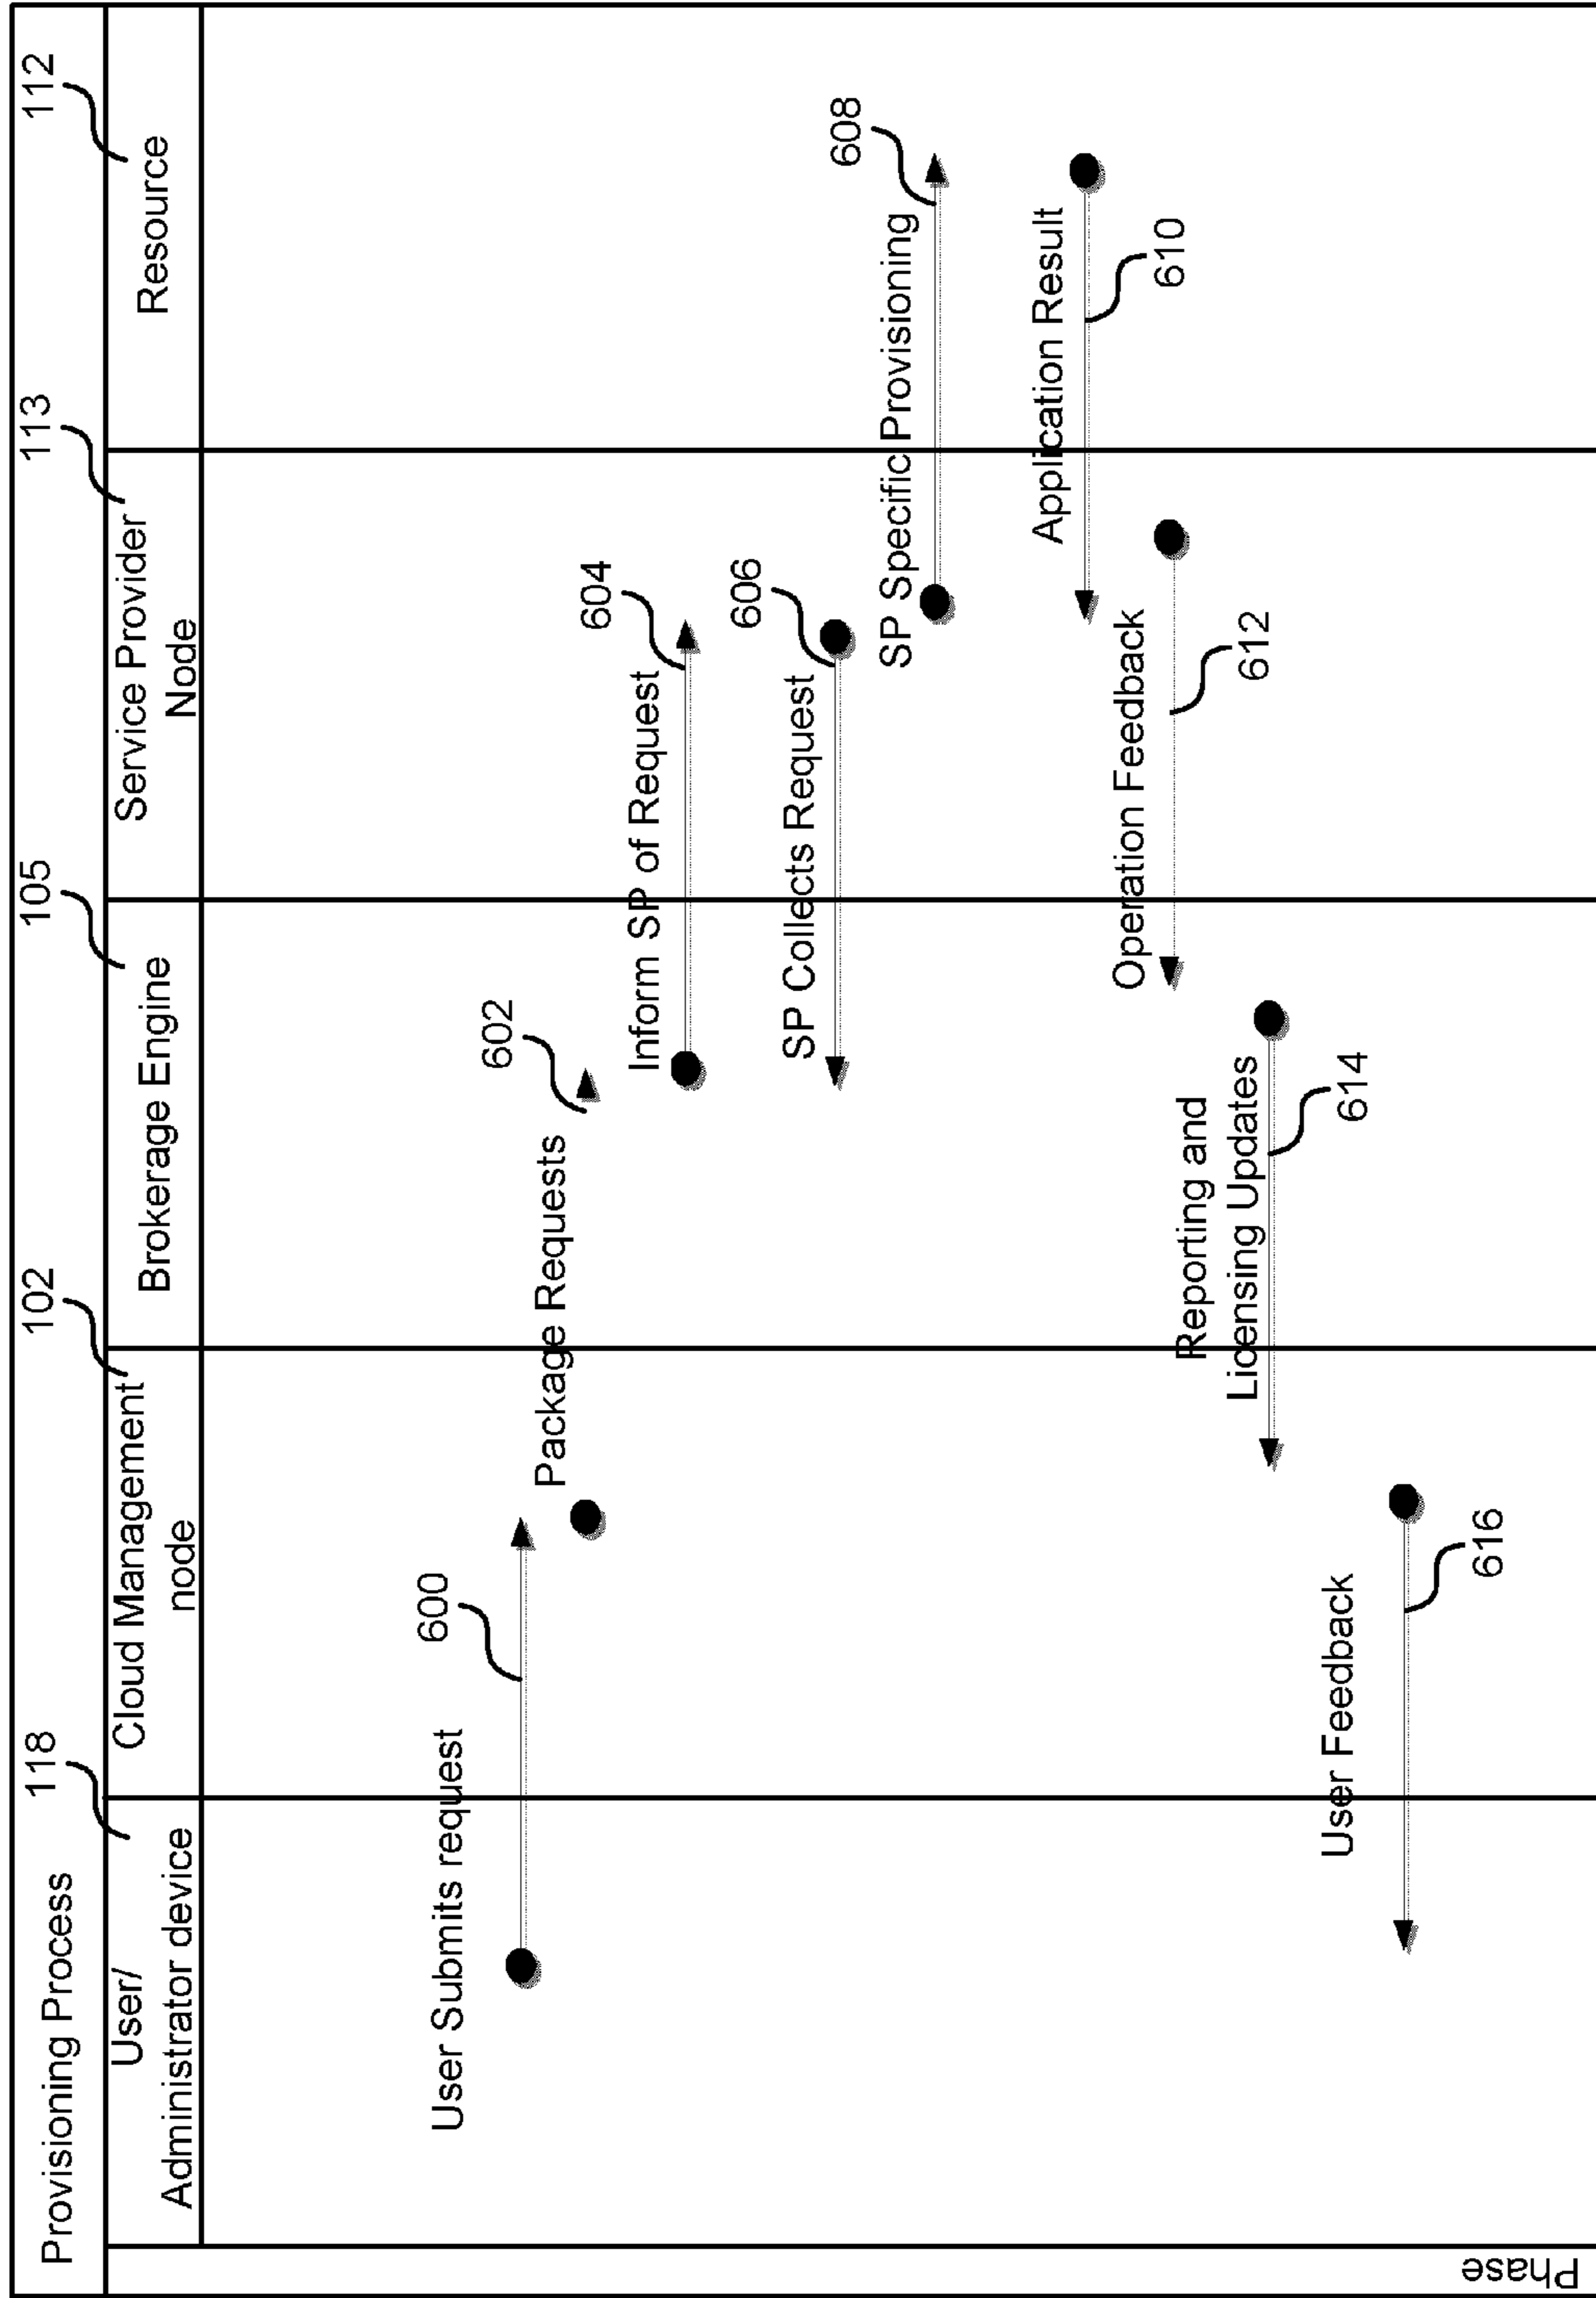 Provisioning Process
118
102
105
113
112
User/
Administrator device
Cloud Management
node
Brokerage Engine
Service Provider
Node
Resource
600
User Submits request
602
Package Requests
604
Inform SP of Request
606
SP Collects Request
608
SP Specific Provisioning
Application Result
610
Operation Feedback
612
Reporting and
Licensing Updates
614
User Feedback
616
Phase